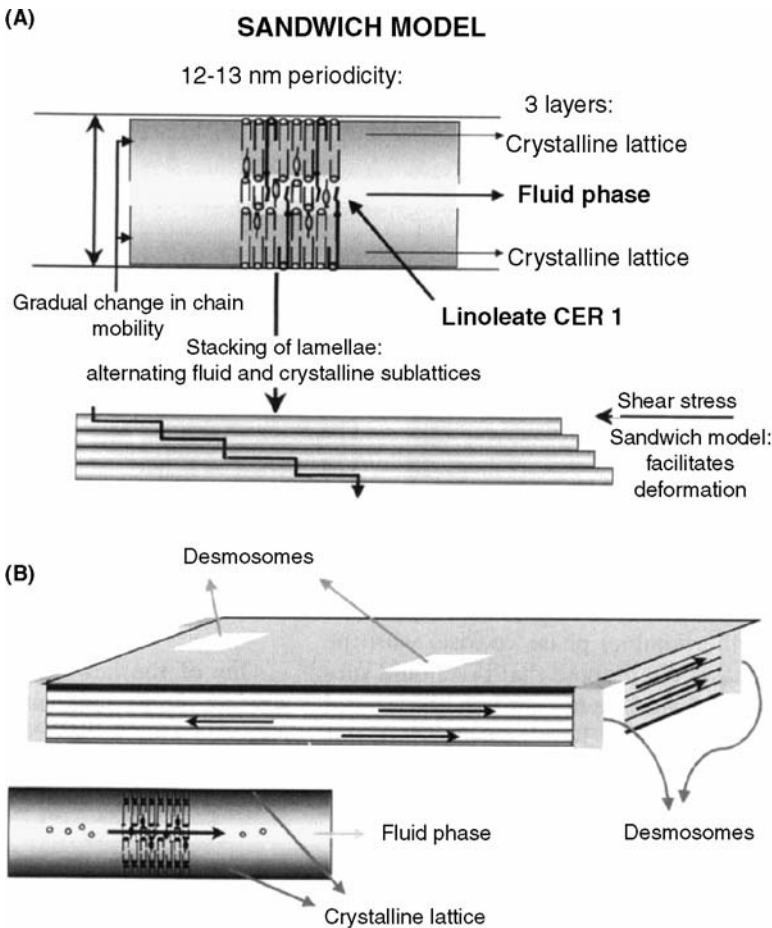 (A)
SANDWICH MODEL
12-13 nm periodicity:
3 layers:
Crystalline lattice
Fluid phase
Crystalline lattice
Gradual change in chain
mobility
Linoleate CER 1
Stacking of lamellae:
alternating fluid and crystalline sublattices
Shear stress
Sandwich model:
facilitates
deformation
(B)
Desmosomes
Desmosomes
Fluid phase
Crystalline lattice